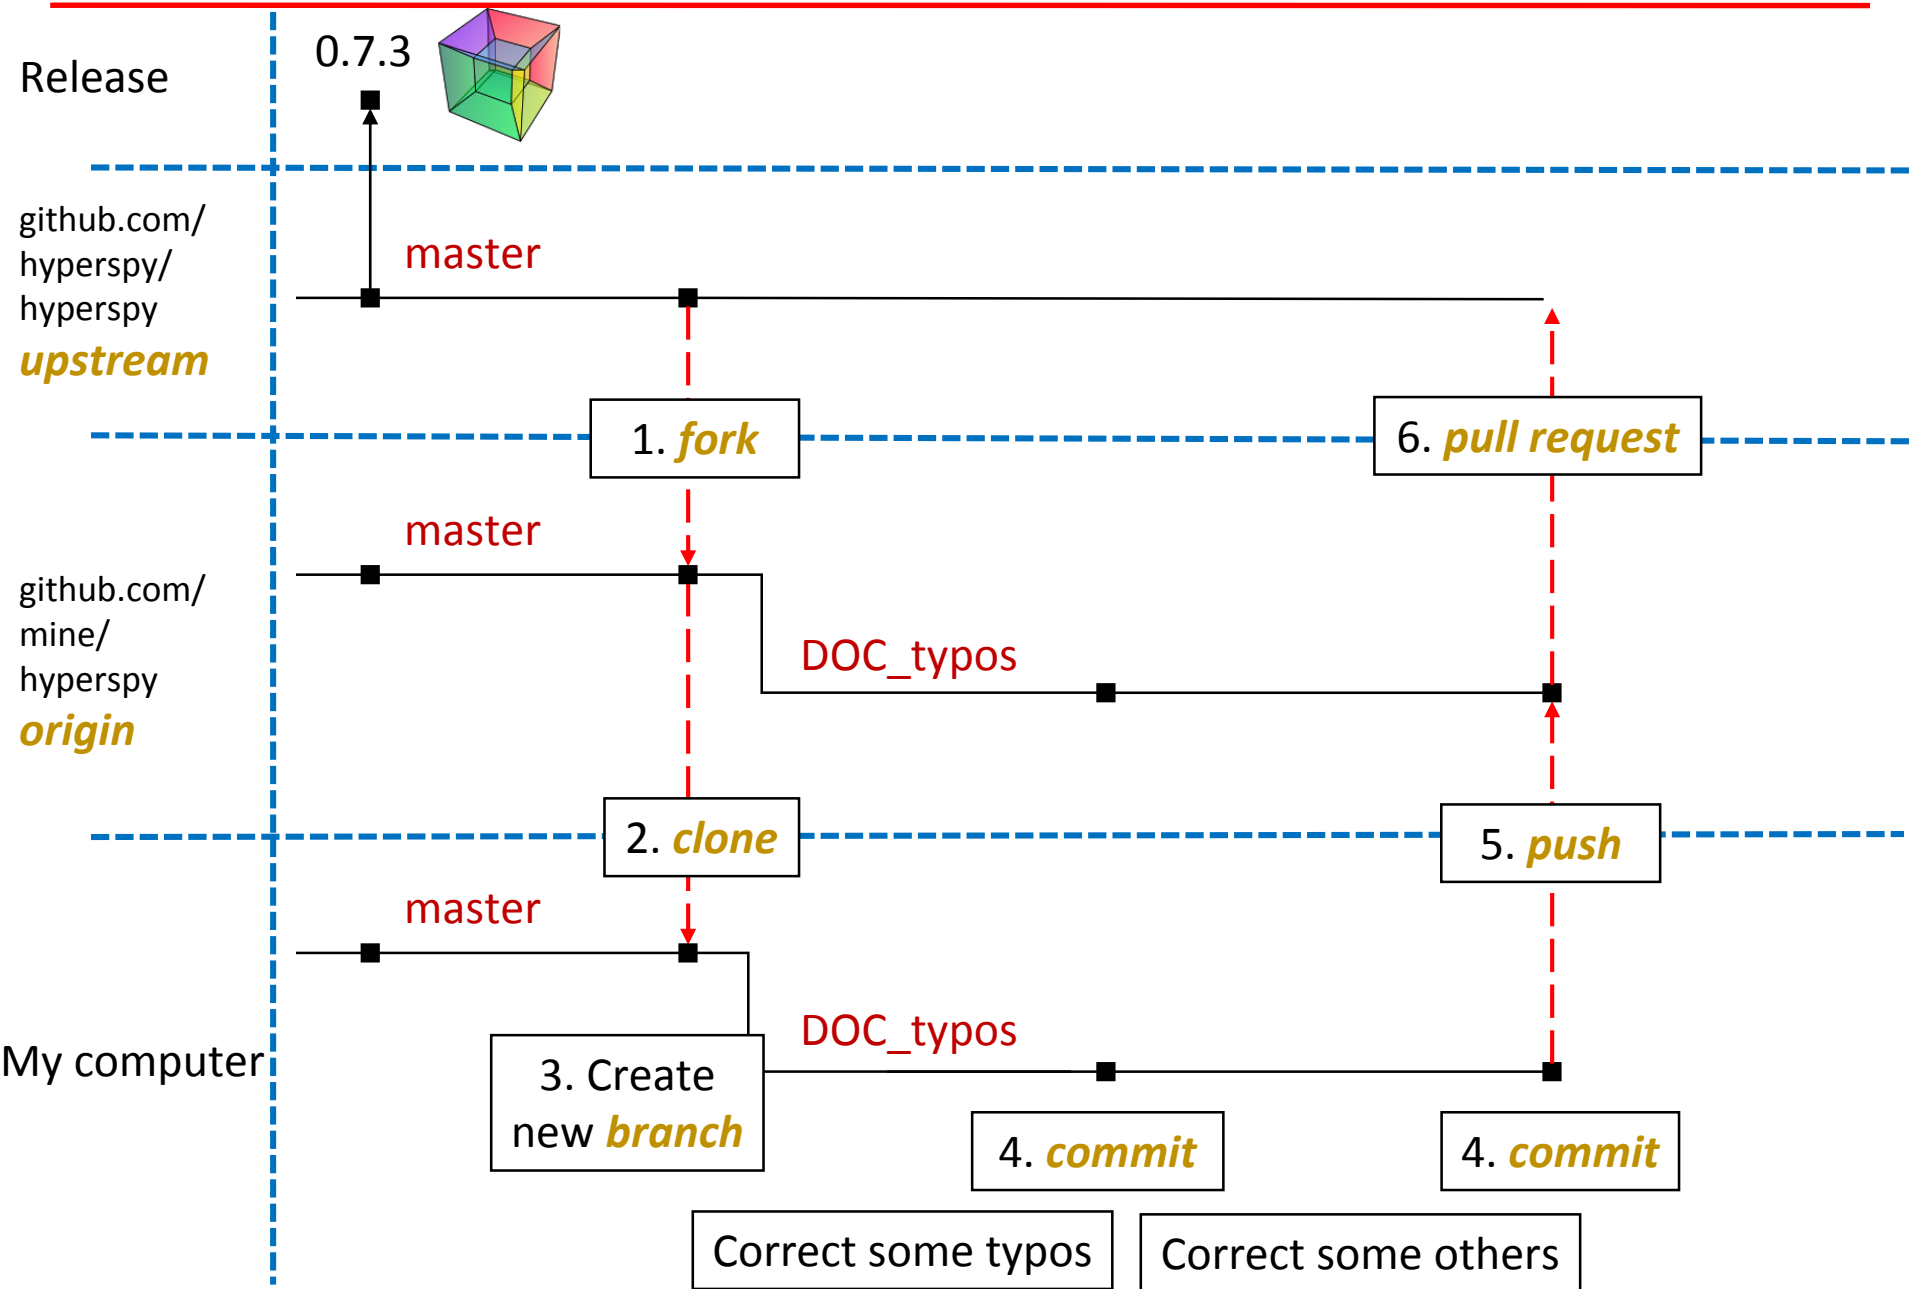 Release
0.7.3
github.com/
hyperspy/
hyperspy
upstream
master
1. fork
6. pull request
github.com/
mine/
hyperspy
origin
master
DOC_typos
2. clone
5. push
My computer
master
DOC_typos
3. Create
new branch
4. commit
4. commit
Correct some typos
Correct some others